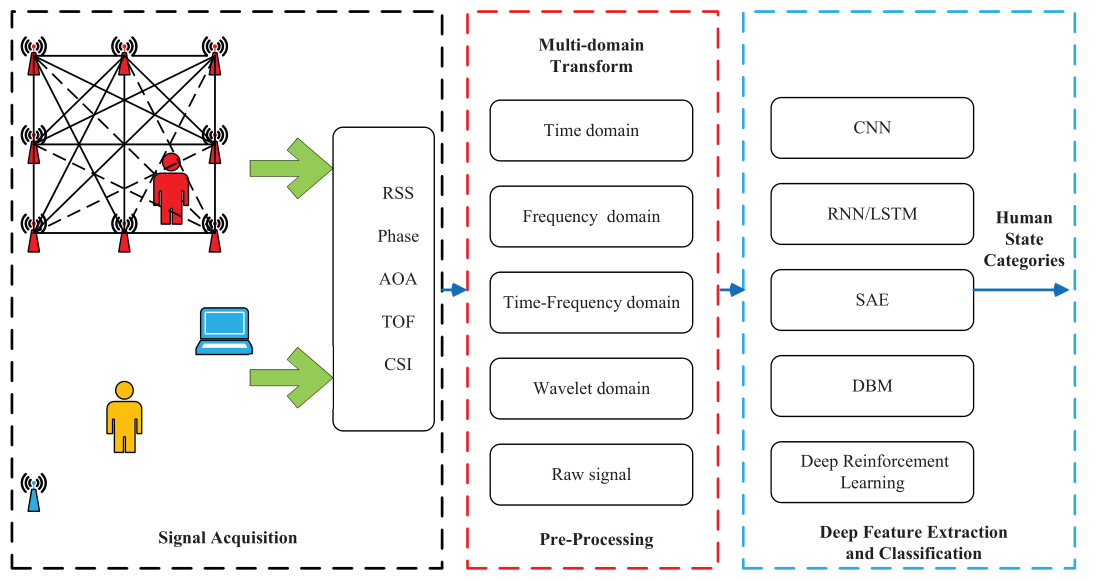 RSS
Phase
AOA
TOF
CSI
Signal Acquisition
Multi-domain
Transform
Time domain
Frequency domain
Time-Frequency domain
Wavelet domain
Raw signal
Pre-Processing
CNN
RNN/LSTM
SAE
DBM
Deep Reinforcement
Learning
Deep Feature Extraction
and Classification
Human
State
Categories